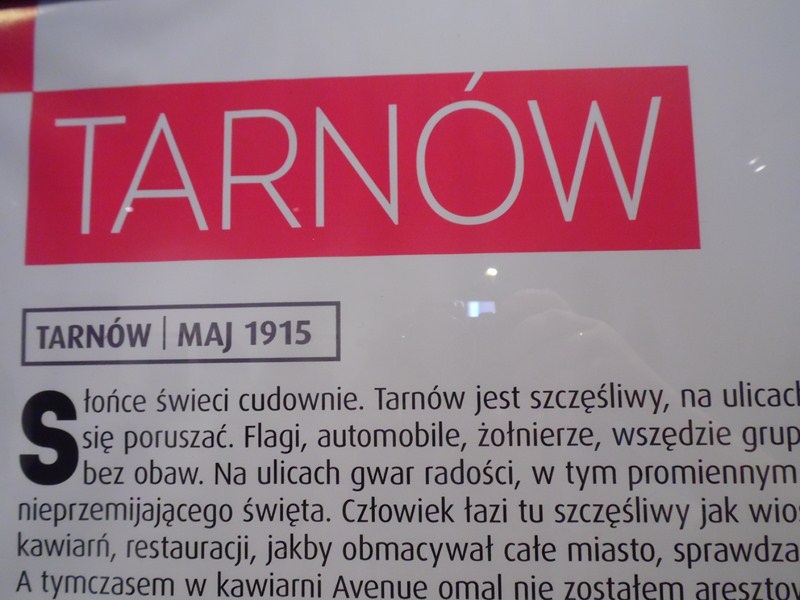 TARNÓW
TARNÓW | MAJ 1915
Słońce świeci cudownie. Tarnów jest szczęśliwy, na ulicach
się poruszać. Flagi, automobile, żołnierze, wszędzie grup
bez obaw. Na ulicach gwar radości, w tym promiennym
nieprzemijającego święta. Człowiek łazi tu szczęśliwy jak wios
kawiarń, restauracji, jakby obmacywał całe miasto, sprawdza
A tymczasem w kawiarni Avenue omal nie zostałem aresztow